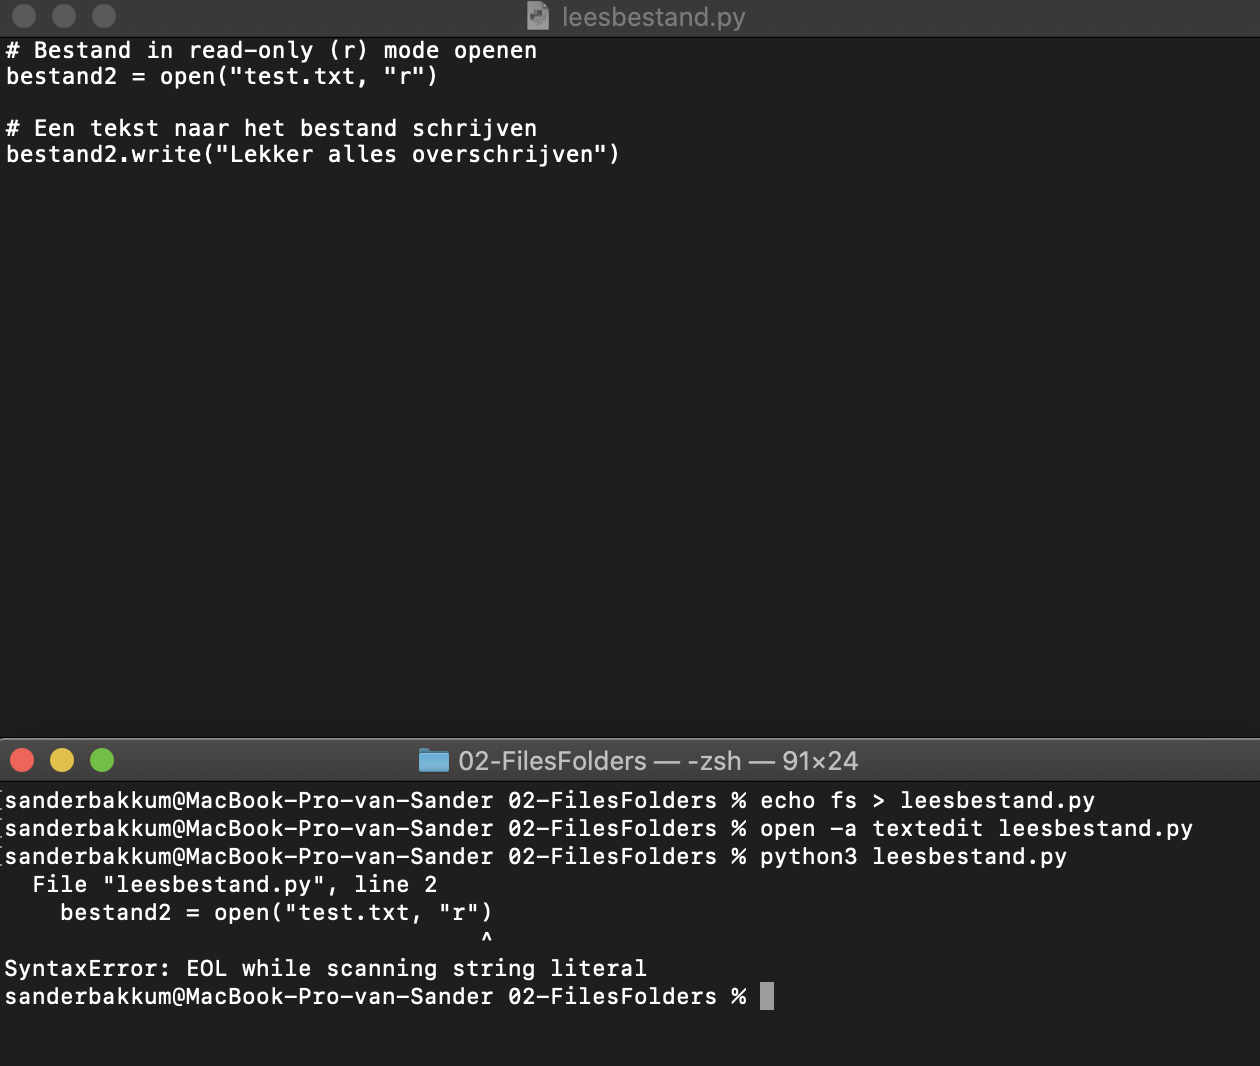 leesbestand.py
# Bestand in read-only (r) mode openen
bestand2 = open("test.txt, "r")
# Een tekst naar het bestand schrijven
bestand2.write("Lekker alles overschrijven")
02-FilesFolders — -zsh — 91×24
sanderbakkum@MacBook-Pro-van-Sander 02-FilesFolders % echo fs > leesbestand.py
sanderbakkum@MacBook-Pro-van-Sander 02-FilesFolders % open -a textedit leesbestand.py
sanderbakkum@MacBook-Pro-van-Sander 02-FilesFolders % python3 leesbestand.py
File "leesbestand.py", line 2
bestand2 = open("test.txt, "r")
^
SyntaxError: EOL while scanning string literal
sanderbakkum@MacBook-Pro-van-Sander 02-FilesFolders %